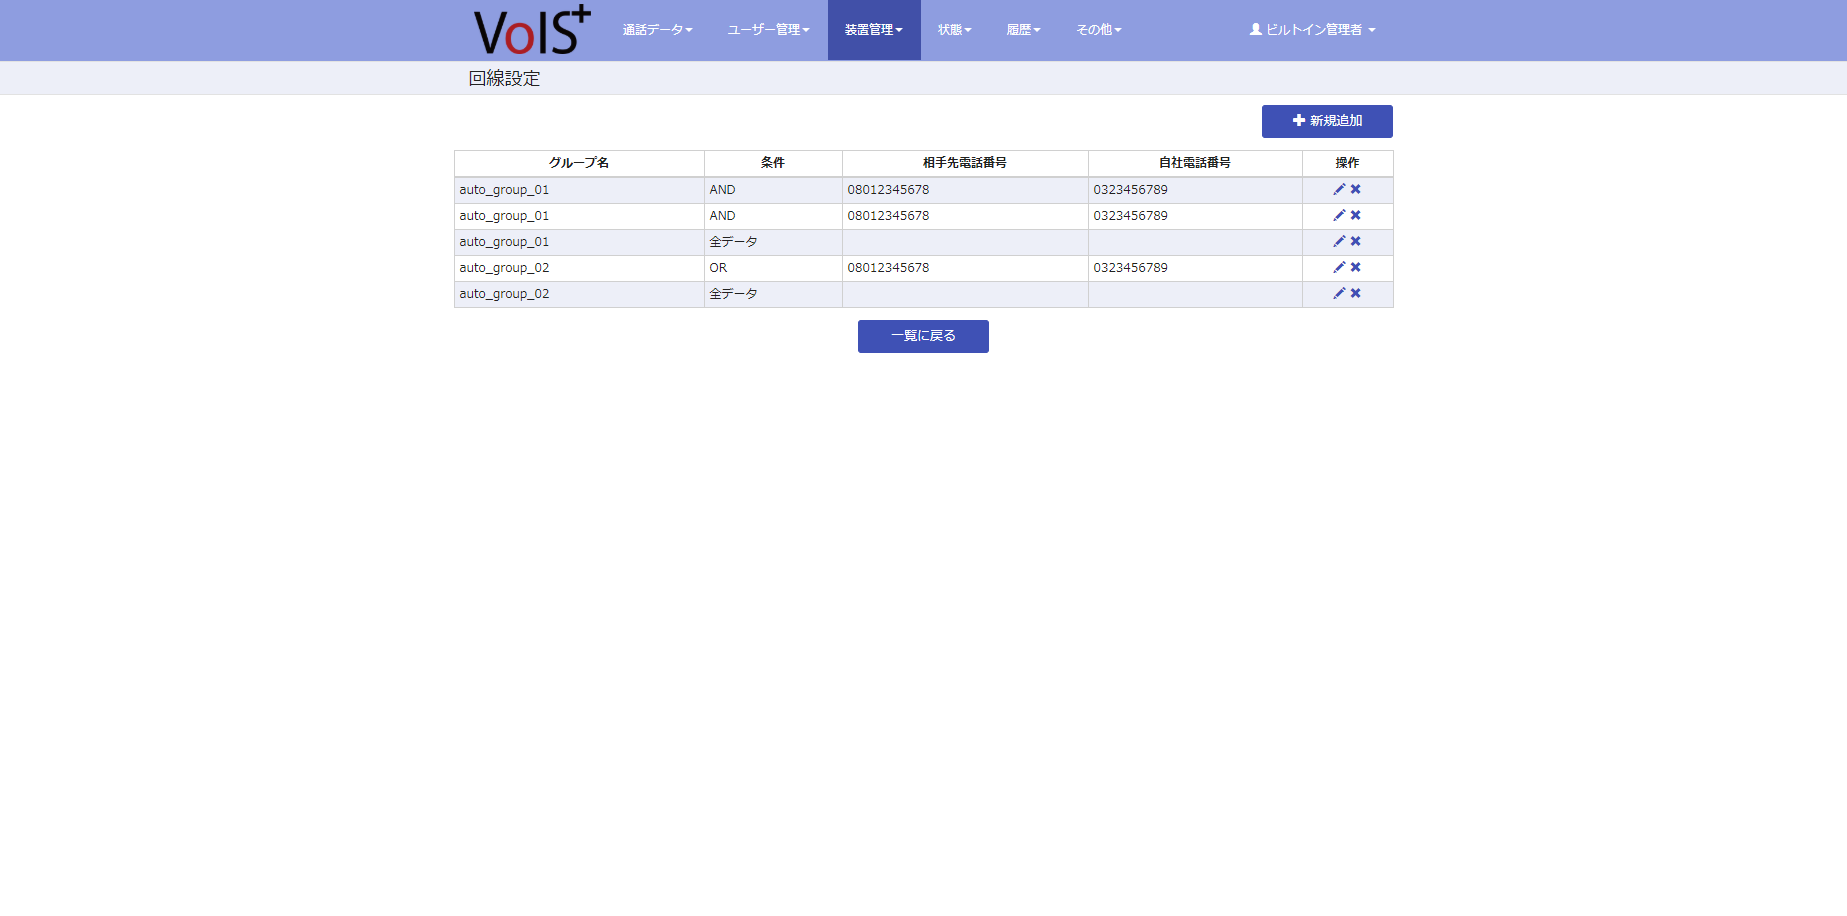 VoIS+ 通話データ ユーザー管理 装置管理 状態 履歴 その他 ビルトイン管理者
回線設定
新規追加
グループ名 条件 相手先電話番号 自社電話番号 操作
auto_group_01 AND 08012345678 0323456789
auto_group_01 AND 08012345678 0323456789
auto_group_01 全データ
auto_group_02 OR 08012345678 0323456789
auto_group_02 全データ
一覧に戻る